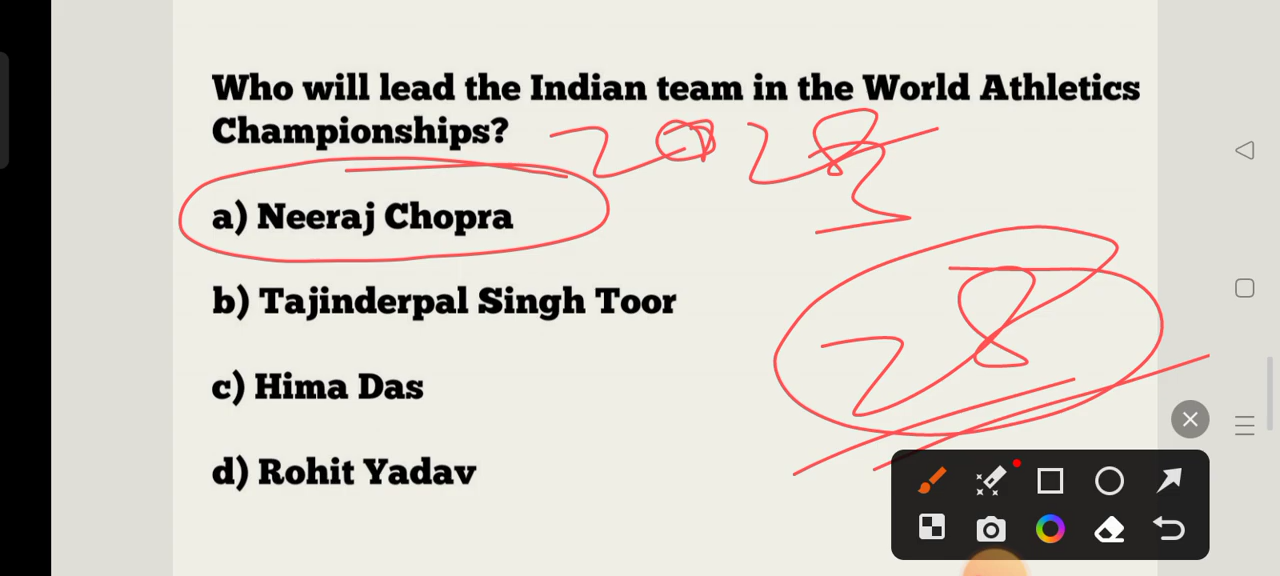 Who will lead the Indian team in the World Athletics
Championships?
a) Neeraj Chopra
b) Tajinderpal Singh Toor
28
c) Hima Das
d) Rohit Yadav